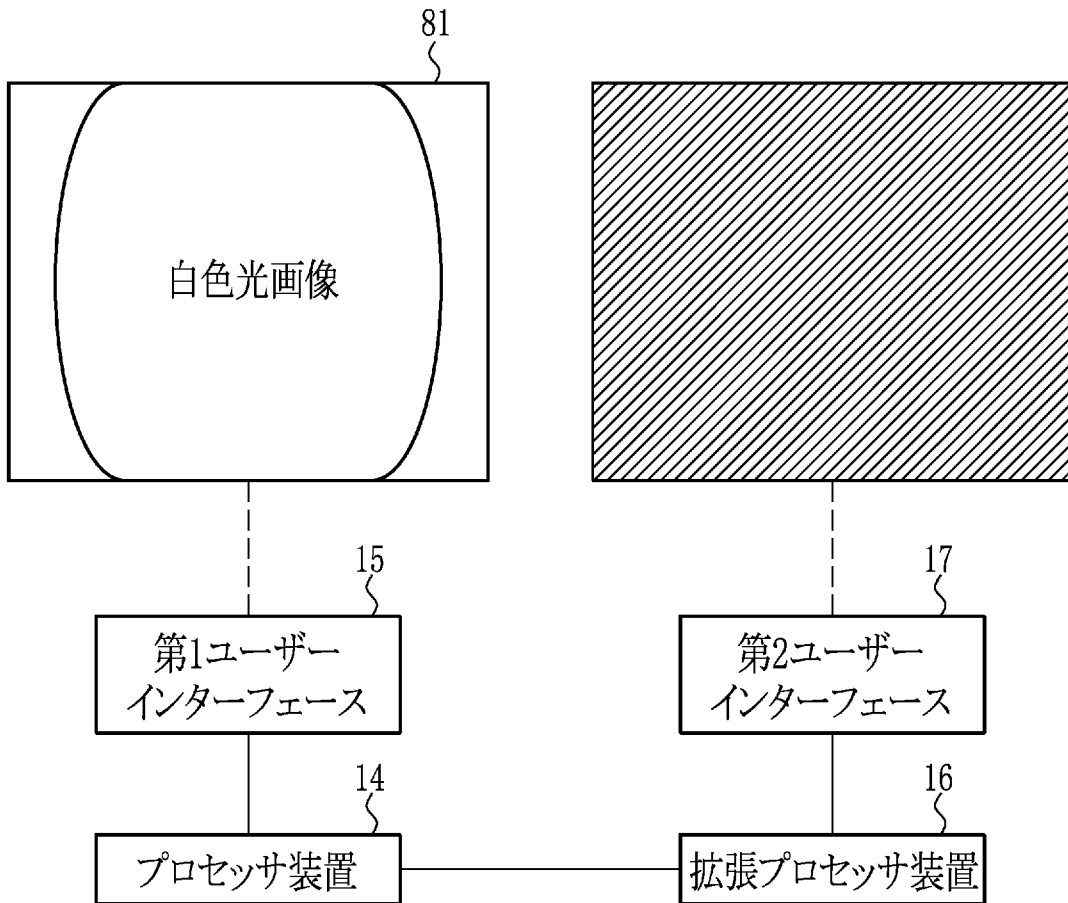 81
白色光画像
15
17
第1ユーザー
インターフェース
第2ユーザー
インターフェース
14
16
プロセッサ装置
拡張プロセッサ装置